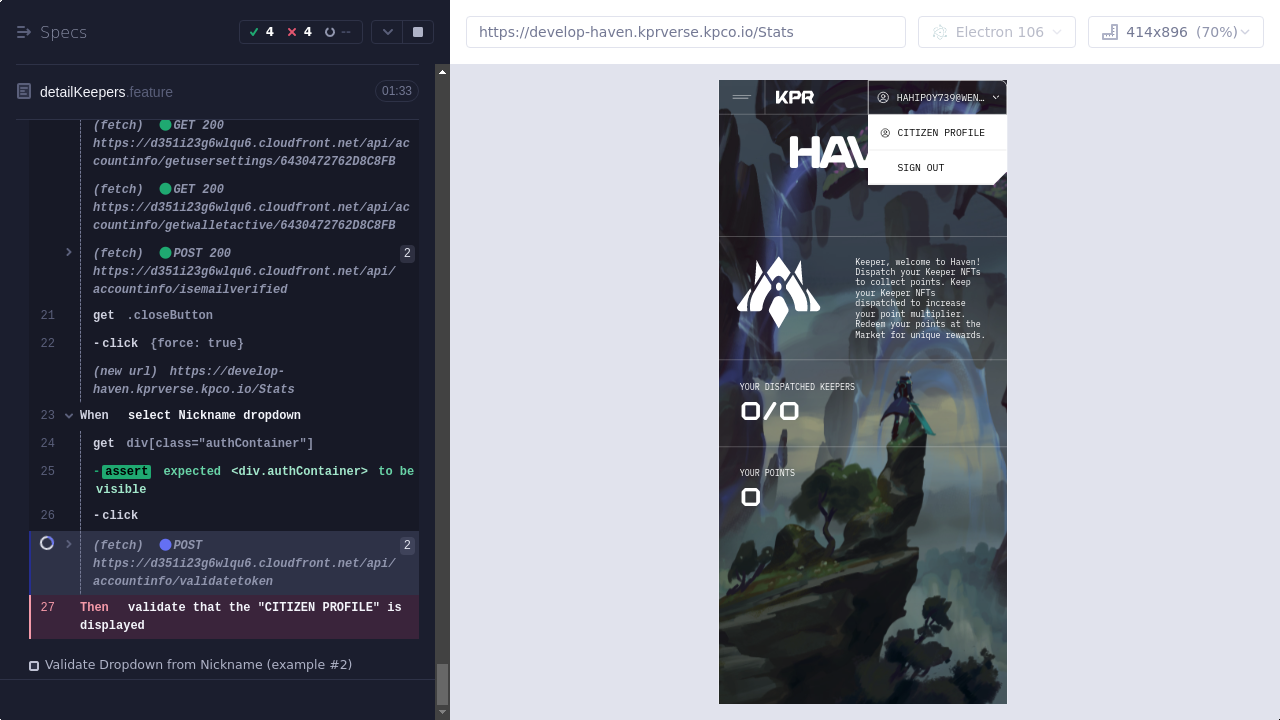 Specs
4
4
--
https://develop-haven.kprverse.kpco.io/Stats
Electron 106
414x896 (70%)
detailKeepers.feature
01:33
(fetch) GET 200
https://d351i23g6wlqu6.cloudfront.net/api/ac
countinfo/getusersettings/6430472762D8C8FB
(fetch) GET 200
https://d351i23g6wlqu6.cloudfront.net/api/ac
countinfo/getwalletactive/6430472762D8C8FB
(fetch) POST 200 2
https://d351i23g6wlqu6.cloudfront.net/api/
accountinfo/isemailverified
21 get .closeButton
22 -click {force: true}
(new url) https://develop-
haven.kprverse.kpco.io/Stats
23 When select Nickname dropdown
24 get div[class="authContainer"]
25 -assert expected <div.authContainer> to be
visible
26 -click
(fetch) POST 2
https://d351i23g6wlqu6.cloudfront.net/api/
accountinfo/validatetoken
27 Then validate that the "CITIZEN PROFILE" is
displayed
Validate Dropdown from Nickname (example #2)
KPR
HAHIPOY739@WEN…
CITIZEN PROFILE
SIGN OUT
HAV
Keeper, welcome to Haven!
Dispatch your Keeper NFTs
to collect points. Keep
your Keeper NFTs
dispatched to increase
your point multiplier.
Redeem your points at the
Market for unique rewards.
YOUR DISPATCHED KEEPERS
0/0
YOUR POINTS
0